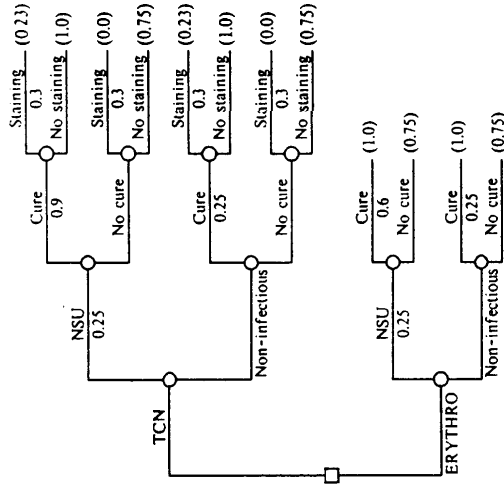 Staining (0.23)
0.3
No staining (1.0)
Cure
0.9
Staining (0.0)
0.3
No staining (0.75)
No cure
NSU
0.25
Staining (0.23)
0.3
No staining (1.0)
Cure
0.25
Staining (0.0)
0.3
No staining (0.75)
No cure
Non-infectious
TCN
Cure (1.0)
0.6
No cure (0.75)
NSU
0.25
Cure (1.0)
0.25
No cure (0.75)
Non-infectious
ERYTHRO